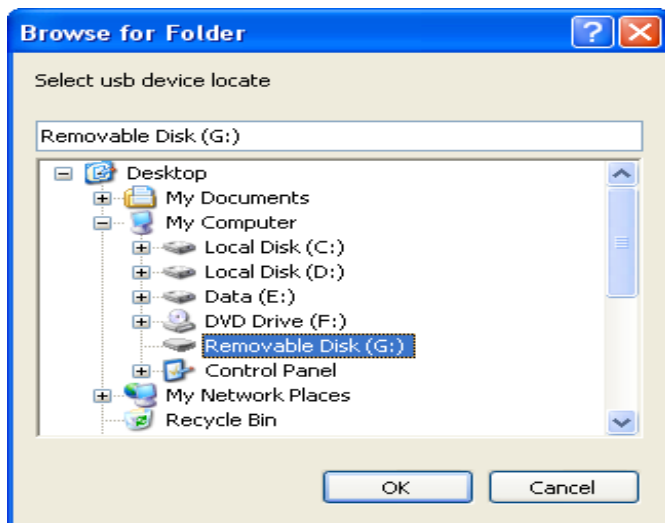 Browse for Folder
Select usb device locate
Removable Disk (G:)
Desktop
My Documents
My Computer
Local Disk (C:)
Local Disk (D:)
Data (E:)
DVD Drive (F:)
Removable Disk (G:)
Control Panel
My Network Places
Recycle Bin
OK Cancel